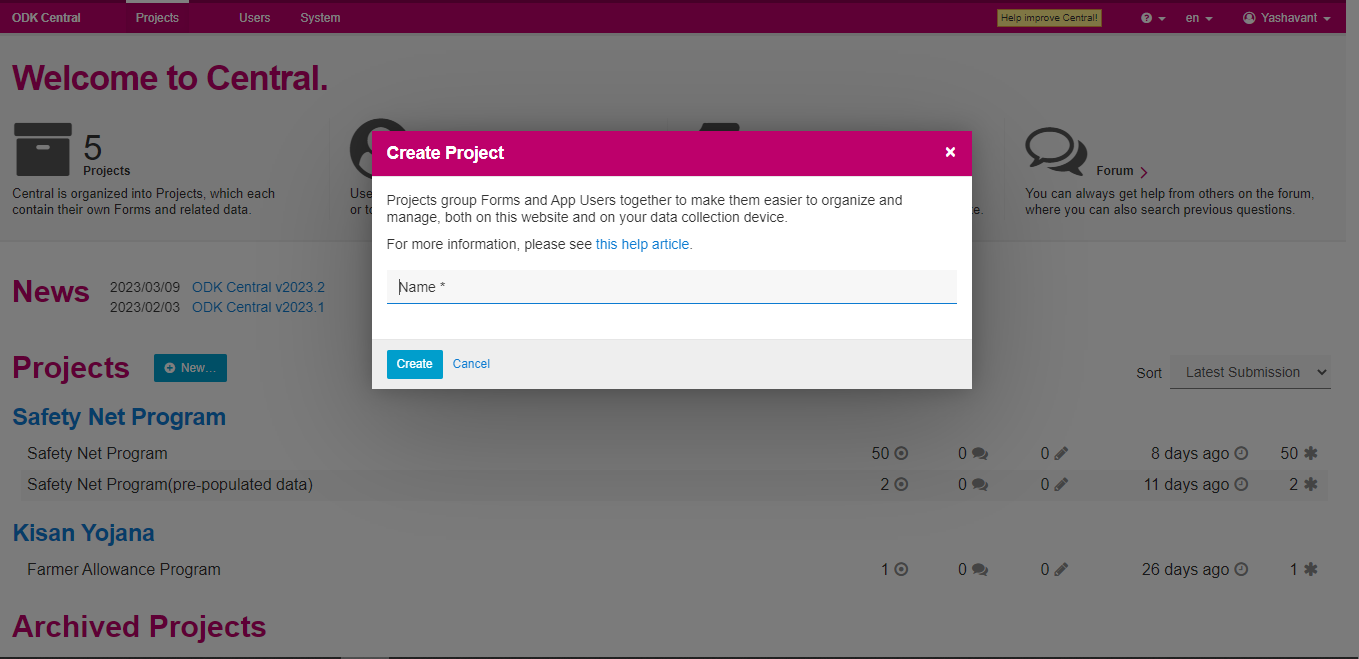 ODK Central Projects Users System Help improve Central! en Yashavant
Welcome to Central.
5
Projects
Central is organized into Projects, which each
contain their own Forms and related data.
Use
or to
Forum
You can always get help from others on the forum,
where you can also search previous questions.
Create Project ×
Projects group Forms and App Users together to make them easier to organize and
manage, both on this website and on your data collection device.
For more information, please see this help article.
Name *
Create Cancel
News
2023/03/09 ODK Central v2023.2
2023/02/03 ODK Central v2023.1
Projects New... Sort Latest Submission
Safety Net Program
Safety Net Program 50 0 0 8 days ago 50
Safety Net Program(pre-populated data) 2 0 0 11 days ago 2
Kisan Yojana
Farmer Allowance Program 1 0 0 26 days ago 1
Archived Projects